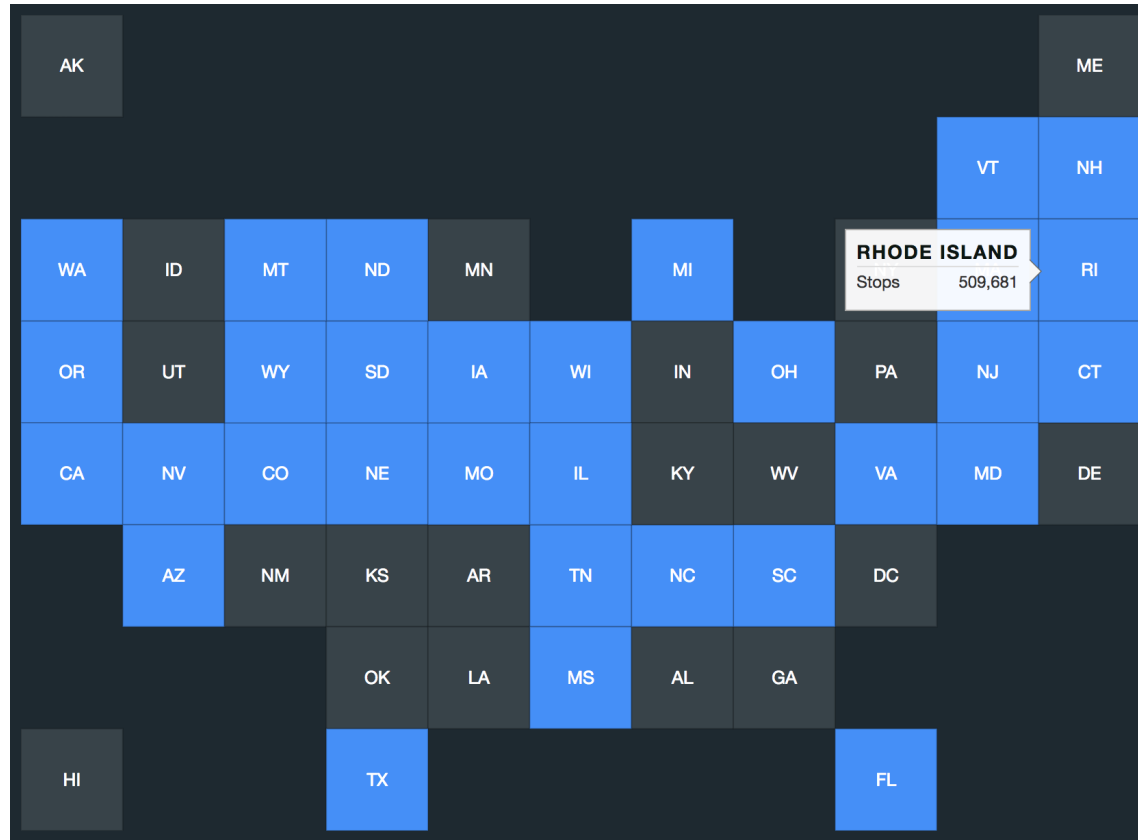 AK ME
VT NH
WA ID MT ND MN MI RI
RHODE ISLAND
Stops 509,681
OR UT WY SD IA WI IN OH PA NJ CT
CA NV CO NE MO IL KY WV VA MD DE
AZ NM KS AR TN NC SC DC
OK LA MS AL GA
HI TX FL